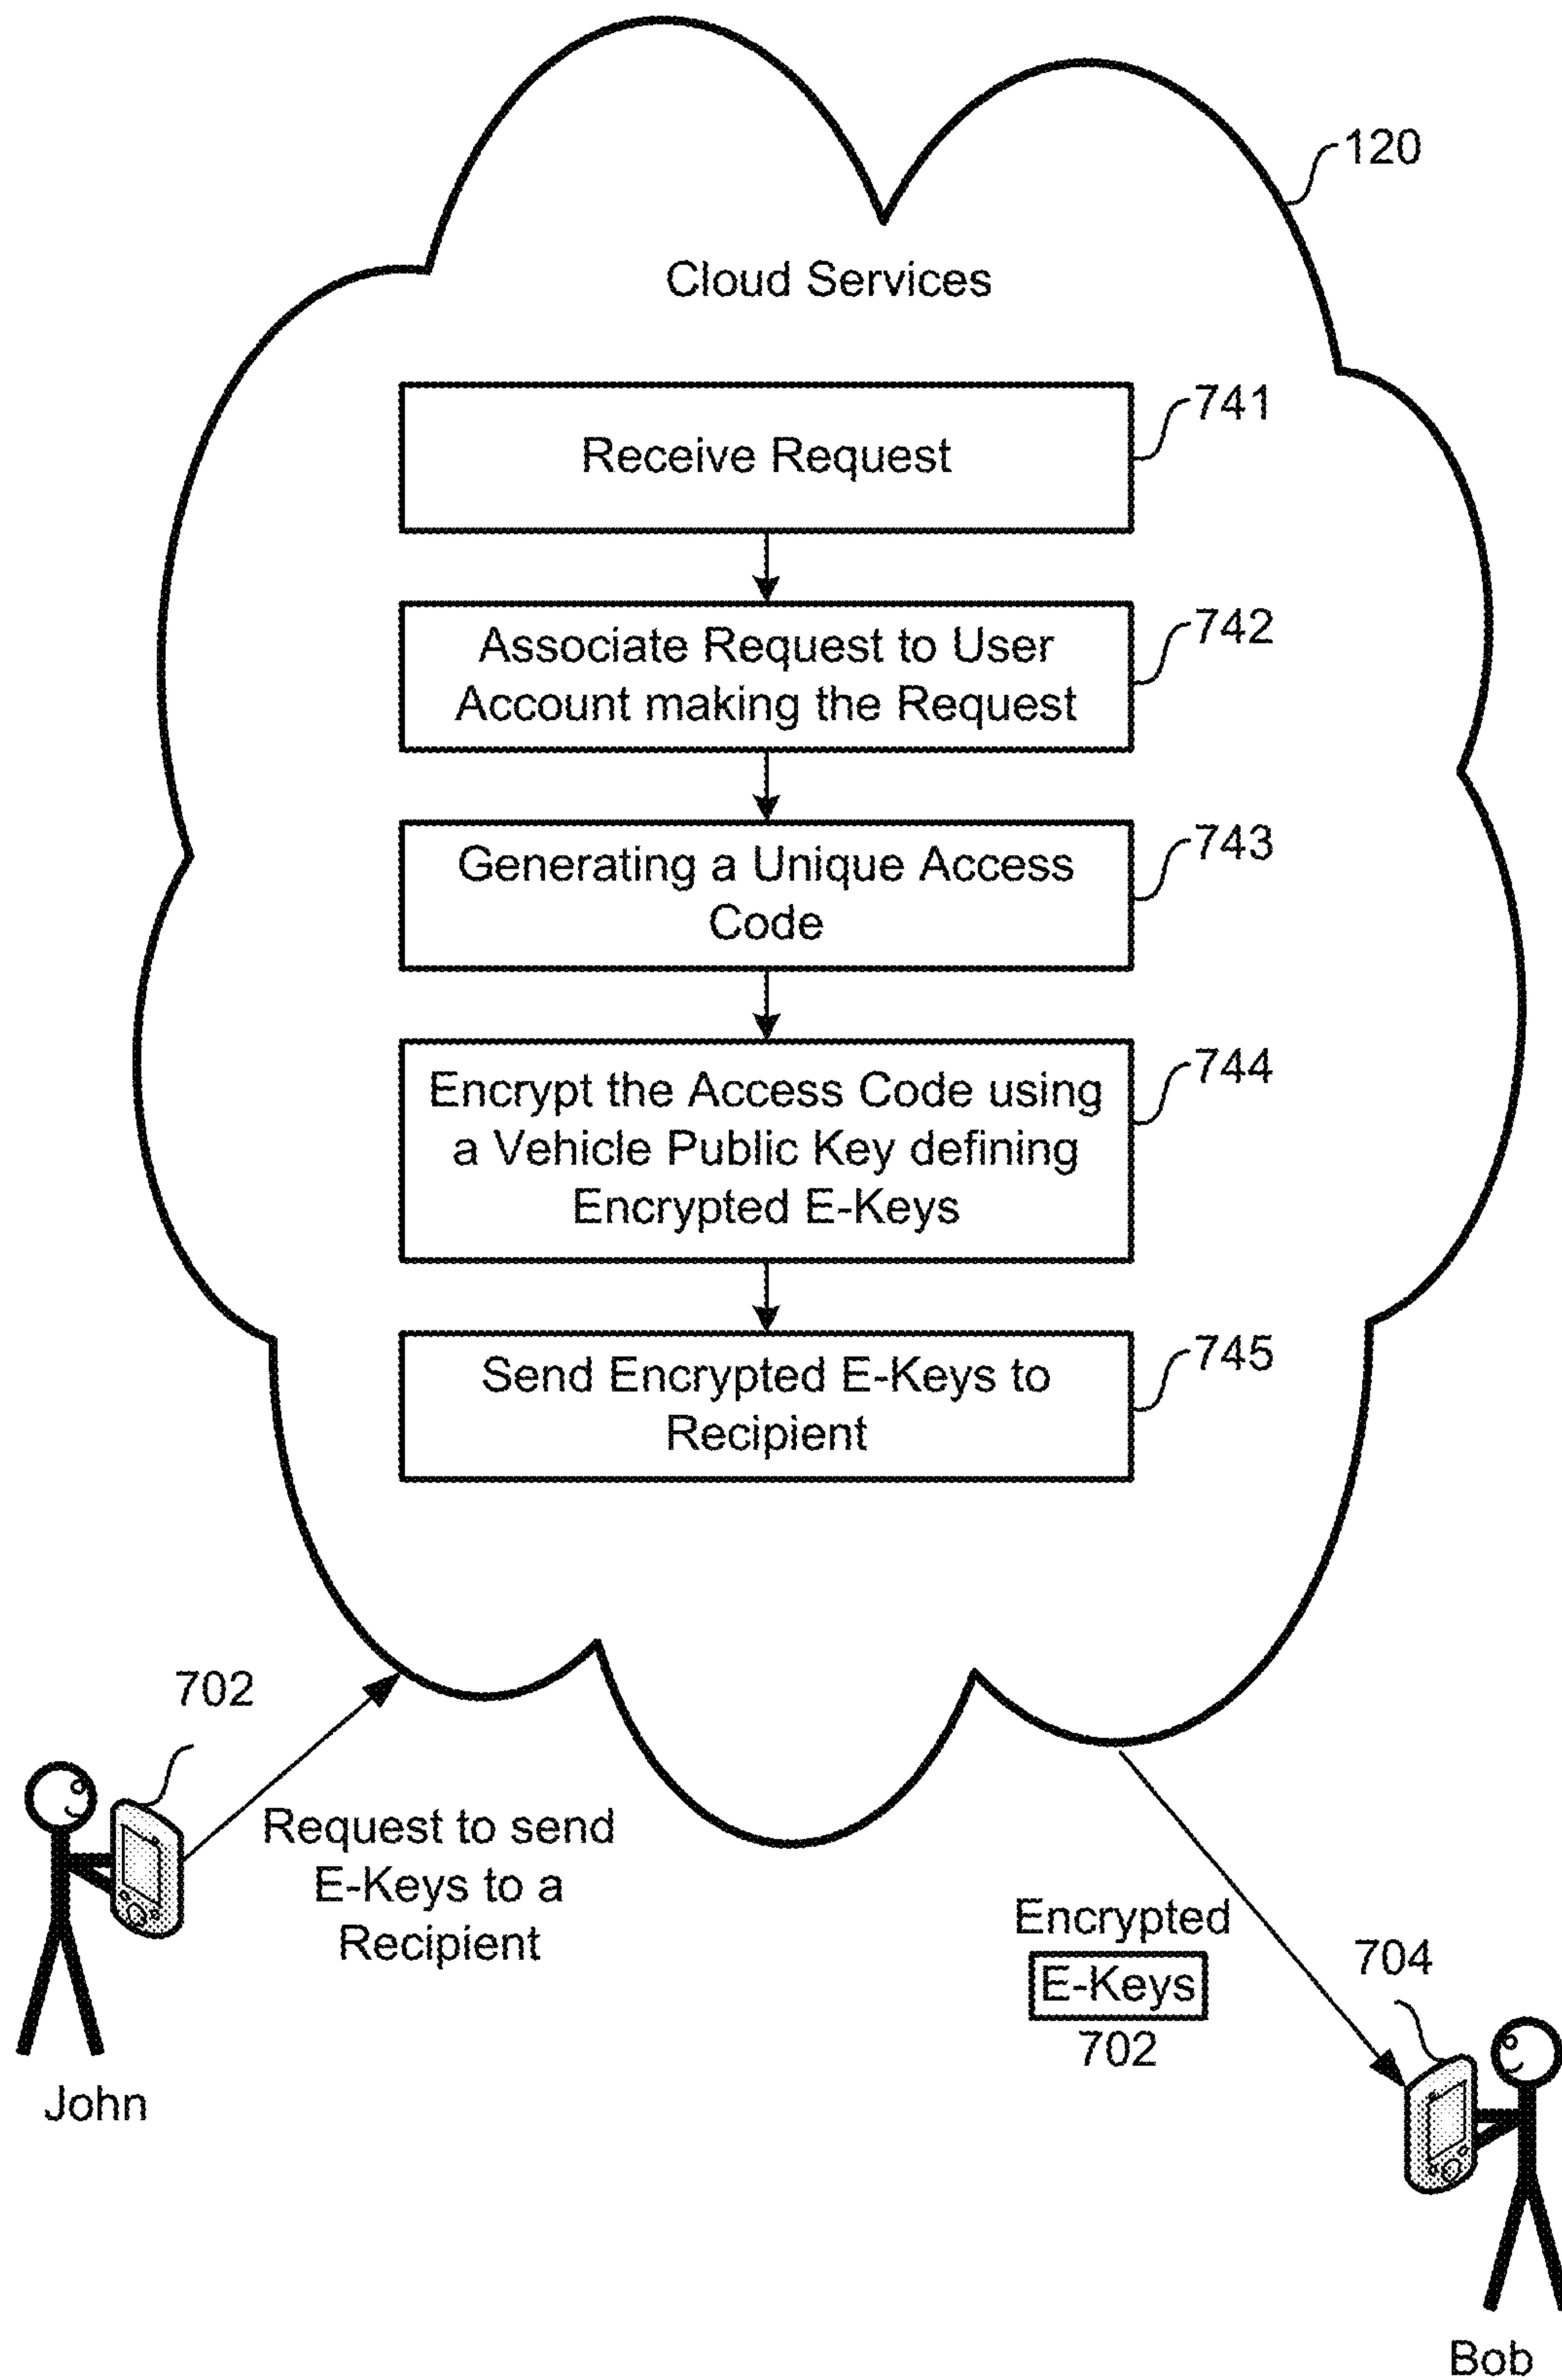 120
Cloud Services
741
Receive Request
742
Associate Request to User
Account making the Request
743
Generating a Unique Access
Code
744
Encrypt the Access Code using
a Vehicle Public Key defining
Encrypted E-Keys
745
Send Encrypted E-Keys to
Recipient
702
Request to send
E-Keys to a
Recipient
John
Encrypted
E-Keys
702
704
Bob